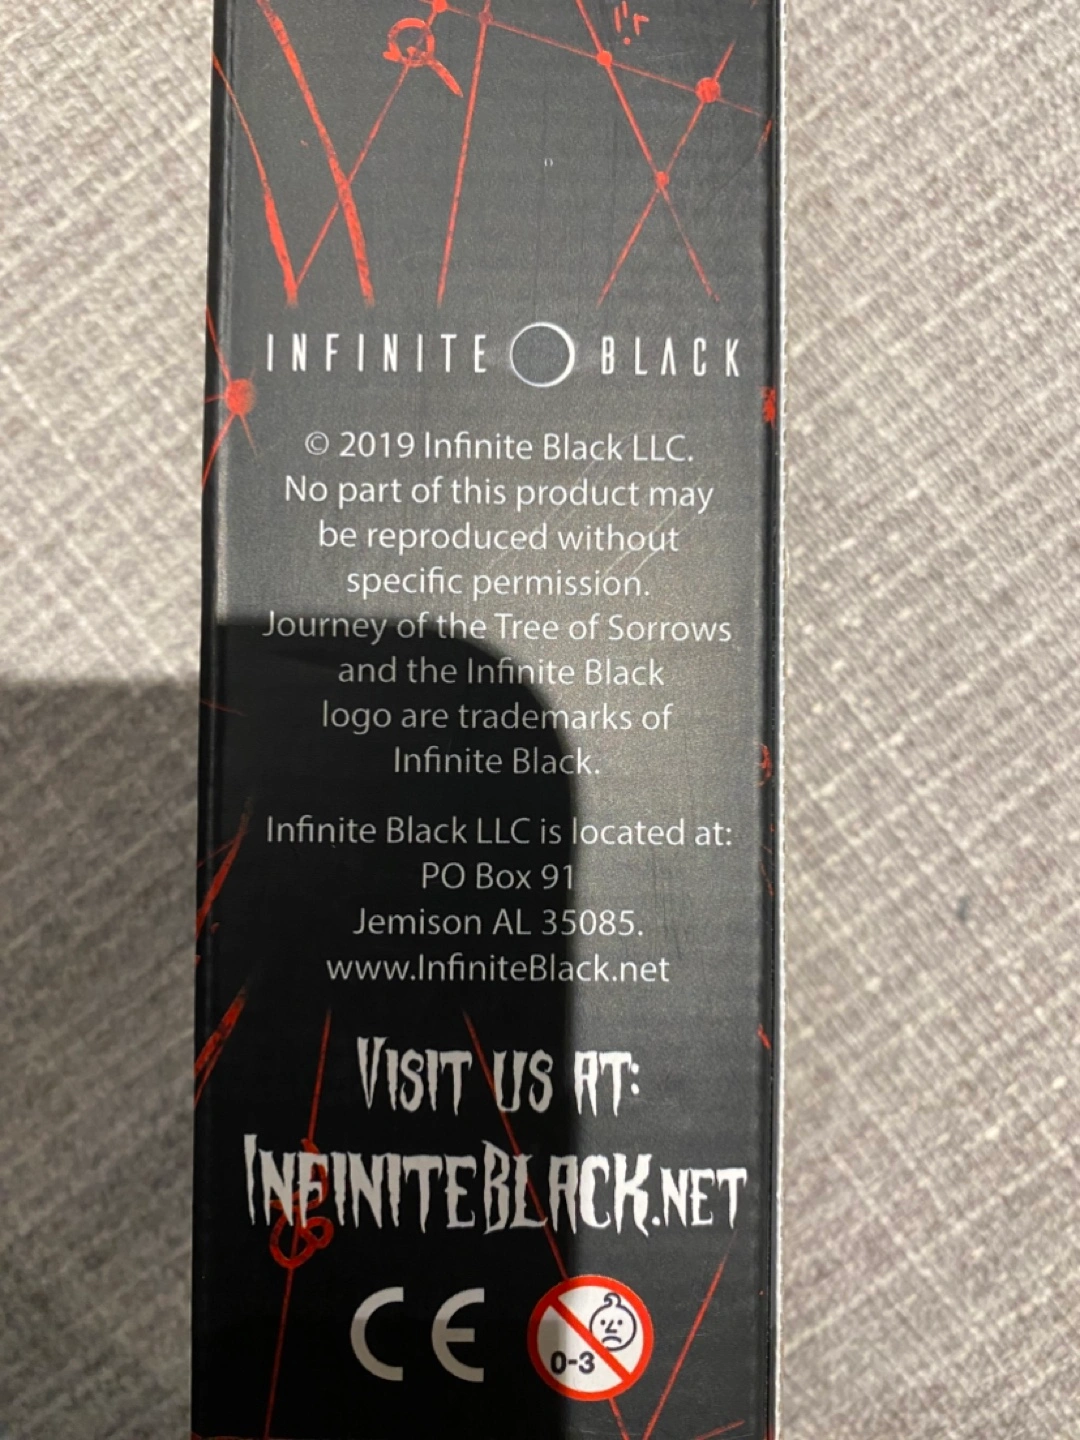 INFINITE BLACK
© 2019 Infinite Black LLC.
No part of this product may
be reproduced without
specific permission.
Journey of the Tree of Sorrows
and the Infinite Black
logo are trademarks of
Infinite Black.
Infinite Black LLC is located at:
PO Box 91
Jemison AL 35085.
www.InfiniteBlack.net
VISIT US AT:
INFINITEBLACK.NET
CE
0-3